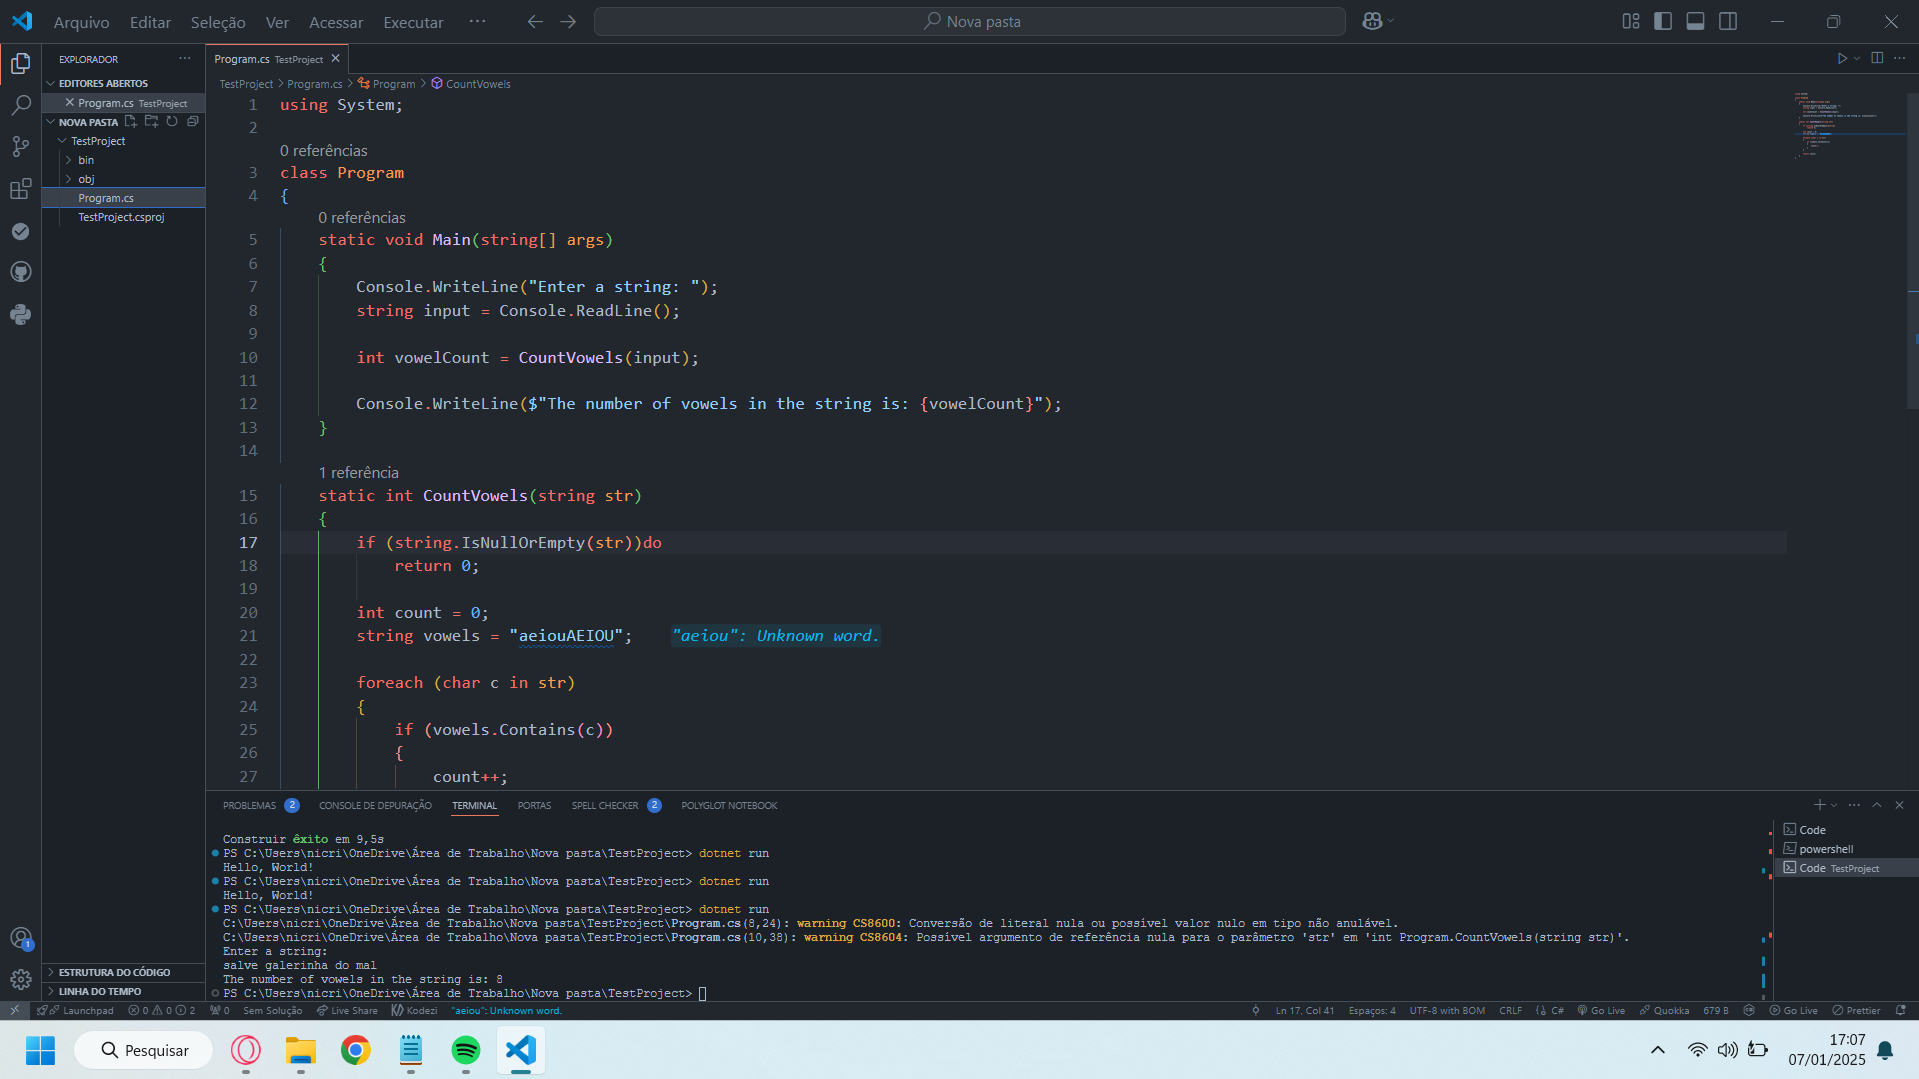 Arquivo Editar Seleção Ver Acessar Executar ··· Nova pasta
EXPLORADOR ···
EDITORES ABERTOS
Program.cs TestProject
NOVA PASTA
TestProject
bin
obj
Program.cs
TestProject.csproj
ESTRUTURA DO CÓDIGO
LINHA DO TEMPO
Program.cs TestProject
TestProject > Program.cs > Program > CountVowels
1 using System;
2
0 referências
3 class Program
4 {
0 referências
5 static void Main(string[] args)
6 {
7 Console.WriteLine("Enter a string: ");
8 string input = Console.ReadLine();
9
10 int vowelCount = CountVowels(input);
11
12 Console.WriteLine($"The number of vowels in the string is: {vowelCount}");
13 }
14
1 referência
15 static int CountVowels(string str)
16 {
17 if (string.IsNullOrEmpty(str))do
18 return 0;
19
20 int count = 0;
21 string vowels = "aeiouAEIOU"; "aeiou": Unknown word.
22
23 foreach (char c in str)
24 {
25 if (vowels.Contains(c))
26 {
27 count++;
PROBLEMAS 2 CONSOLE DE DEPURAÇÃO TERMINAL PORTAS SPELL CHECKER 2 POLYGLOT NOTEBOOK
Construir êxito em 9,5s
PS C:\Users\nicri\OneDrive\Área de Trabalho\Nova pasta\TestProject> dotnet run
Hello, World!
PS C:\Users\nicri\OneDrive\Área de Trabalho\Nova pasta\TestProject> dotnet run
Hello, World!
PS C:\Users\nicri\OneDrive\Área de Trabalho\Nova pasta\TestProject> dotnet run
C:\Users\nicri\OneDrive\Área de Trabalho\Nova pasta\TestProject\Program.cs(8,24): warning CS8600: Conversão de literal nula ou possível valor nulo em tipo não anulável.
C:\Users\nicri\OneDrive\Área de Trabalho\Nova pasta\TestProject\Program.cs(10,38): warning CS8604: Possível argumento de referência nula para o parâmetro 'str' em 'int Program.CountVowels(string str)'.
Enter a string:
salve galerinha do mal
The number of vowels in the string is: 8
PS C:\Users\nicri\OneDrive\Área de Trabalho\Nova pasta\TestProject>
Code
powershell
Code TestProject
1
Launchpad 0 0 2 0 Sem Solução Live Share Kodezi "aeiou": Unknown word. Ln 17, Col 41 Espaços: 4 UTF-8 with BOM CRLF C# Go Live Quokka 679 B Go Live Prettier
Pesquisar
17:07
07/01/2025